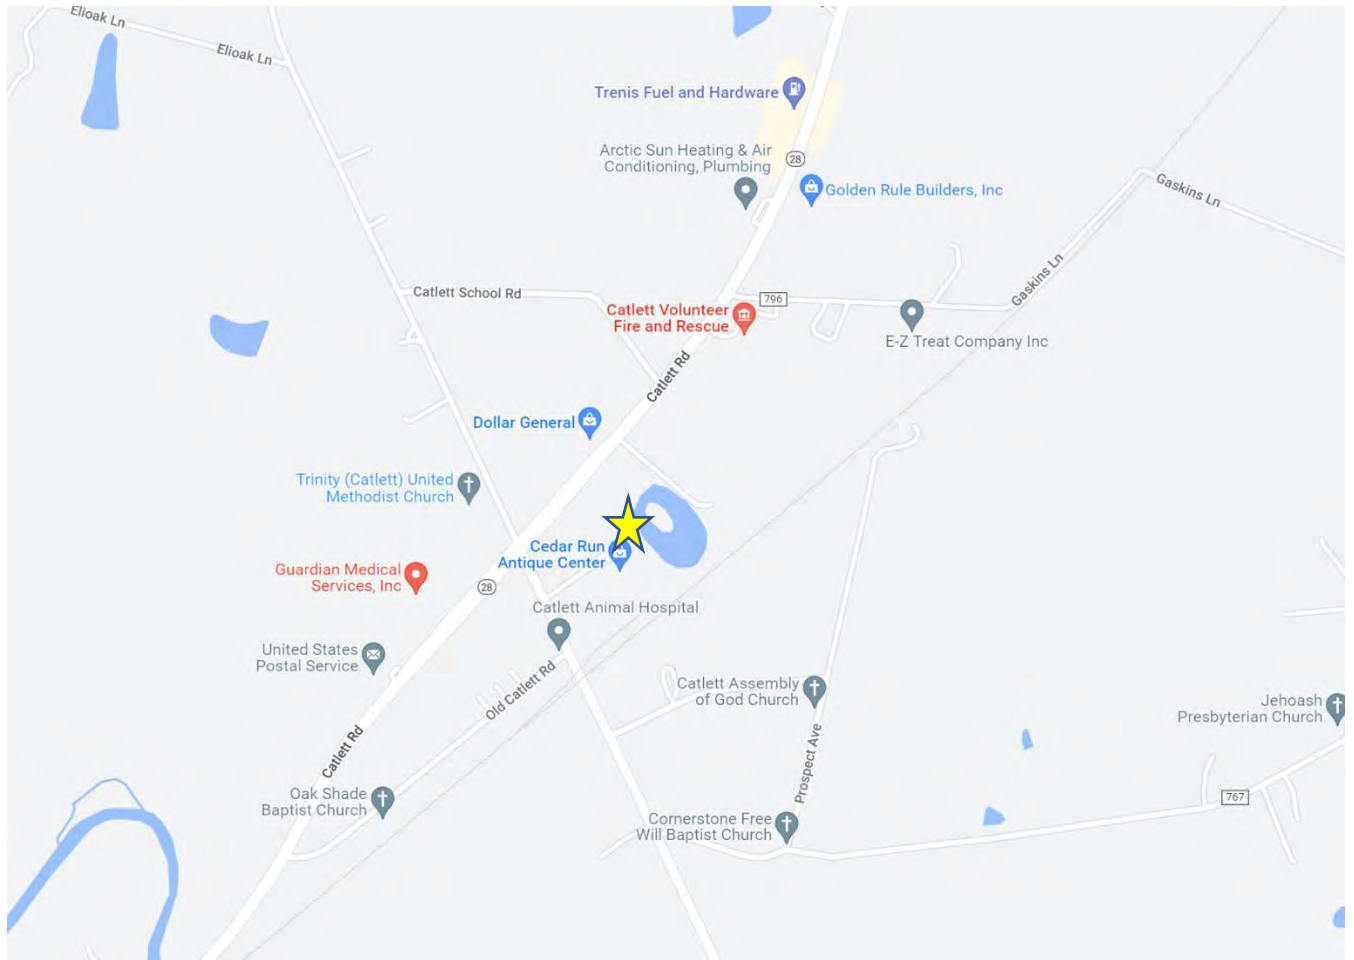 Elioak Ln
Elioak Ln
Trenis Fuel and Hardware
Arctic Sun Heating & Air
Conditioning, Plumbing
28
Golden Rule Builders, Inc
Gaskins Ln
Gaskins Ln
Catlett School Rd
796
Catlett Volunteer
Fire and Rescue
E-Z Treat Company Inc
Catlett Rd
Dollar General
Trinity (Catlett) United
Methodist Church
Cedar Run
Antique Center
Guardian Medical
Services, Inc
28
Catlett Animal Hospital
United States
Postal Service
Old Catlett Rd
Catlett Assembly
of God Church
Jehoash
Presbyterian Church
Catlett Rd
Prospect Ave
Oak Shade
Baptist Church
767
Cornerstone Free
Will Baptist Church